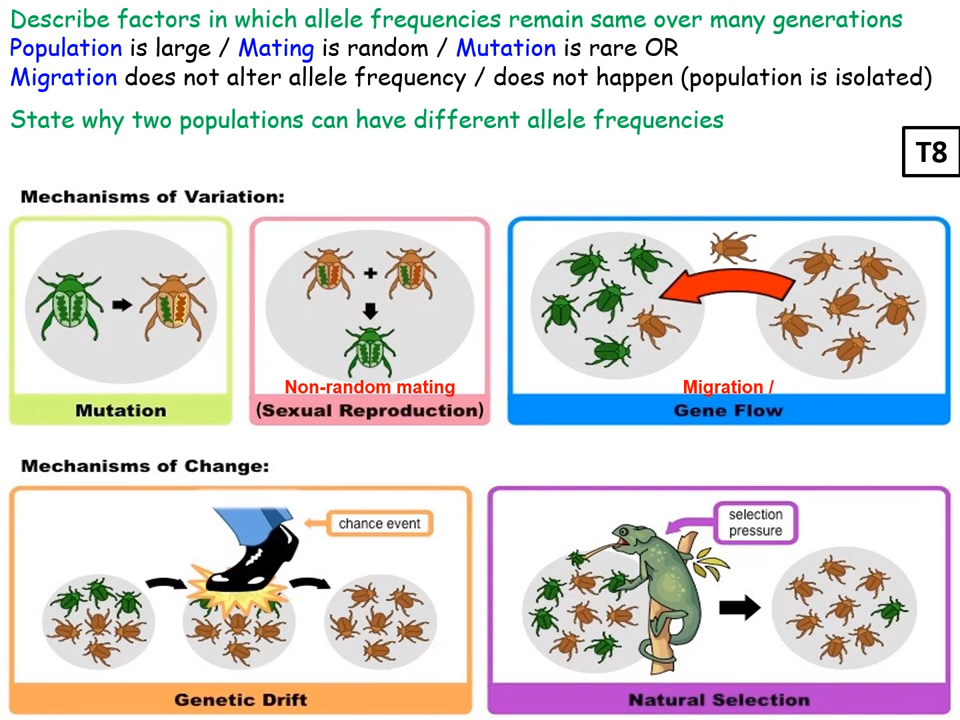 Describe factors in which allele frequencies remain same over many generations
Population is large / Mating is random / Mutation is rare OR
Migration does not alter allele frequency / does not happen (population is isolated)
State why two populations can have different allele frequencies
T8
Mechanisms of Variation:
Mutation
Non-random mating
(Sexual Reproduction)
Migration /
Gene Flow
Mechanisms of Change:
chance event
Genetic Drift
selection
pressure
Natural Selection